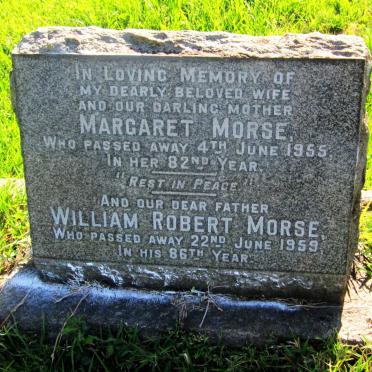 In Loving Memory of
my dearly beloved wife
and our darling mother
Margaret Morse,
Who passed away 4th June 1955,
In her 82nd year.
"Rest in Peace"
And our dear father
William Robert Morse,
Who passed away 22nd June 1959,
In his 86th year.